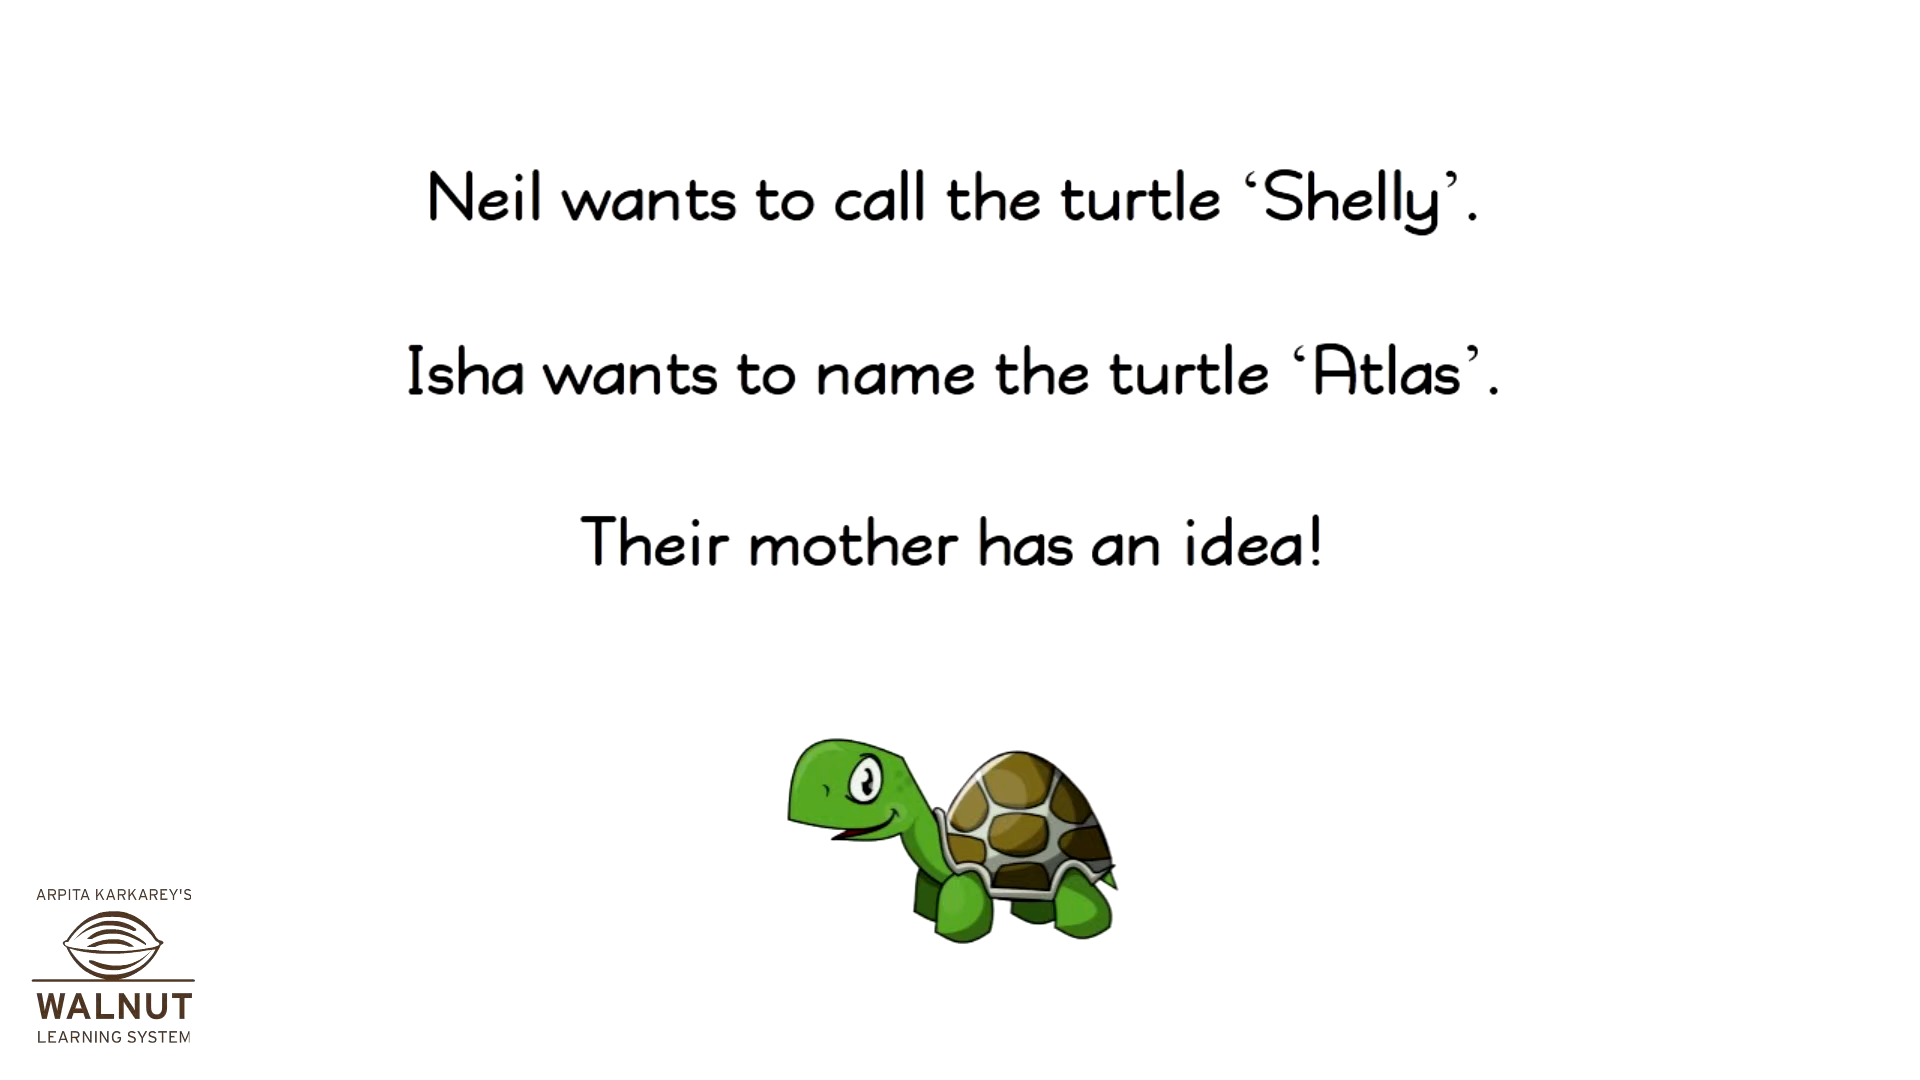 Neil wants to call the turtle ‘Shelly’.
Isha wants to name the turtle ‘Atlas’.
Their mother has an idea!
ARPITA KARKAREY'S
WALNUT
LEARNING SYSTEM